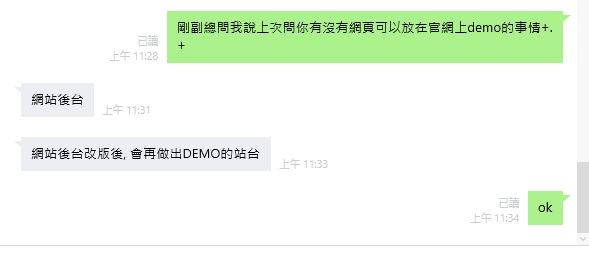 剛副總問我說上次問你有沒有網頁可以放在官網上demo的事情+.
+
已讀
上午 11:28
網站後台
上午 11:31
網站後台改版後, 會再做出DEMO的站台
上午 11:33
已讀
上午 11:34
ok